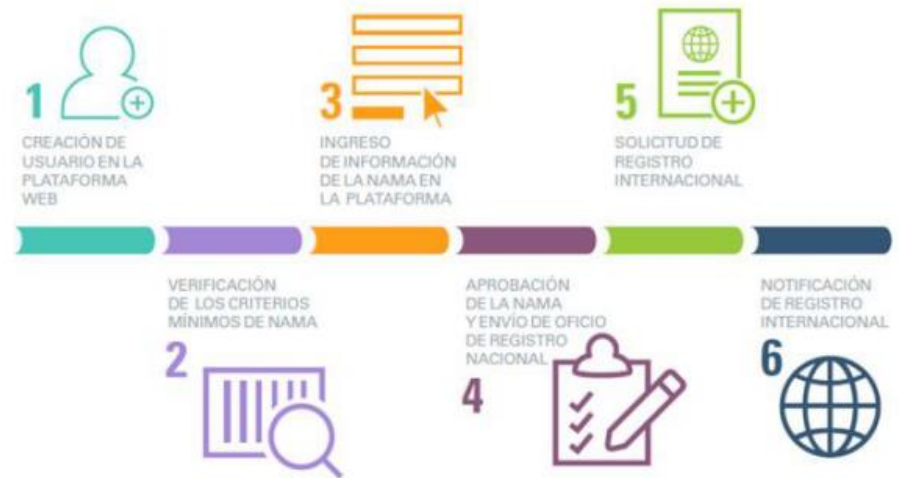 1
CREACIÓN DE
USUARIO EN LA
PLATAFORMA
WEB
VERIFICACIÓN
DE LOS CRITERIOS
MÍNIMOS DE NAMA
2
3
INGRESO
DE INFORMACIÓN
DE LA NAMA EN
LA PLATAFORMA
APROBACIÓN
DE LA NAMA
Y ENVÍO DE OFICIO
DE REGISTRO
NACIONAL
4
5
SOLICITUD DE
REGISTRO
INTERNACIONAL
NOTIFICACIÓN
DE REGISTRO
INTERNACIONAL
6